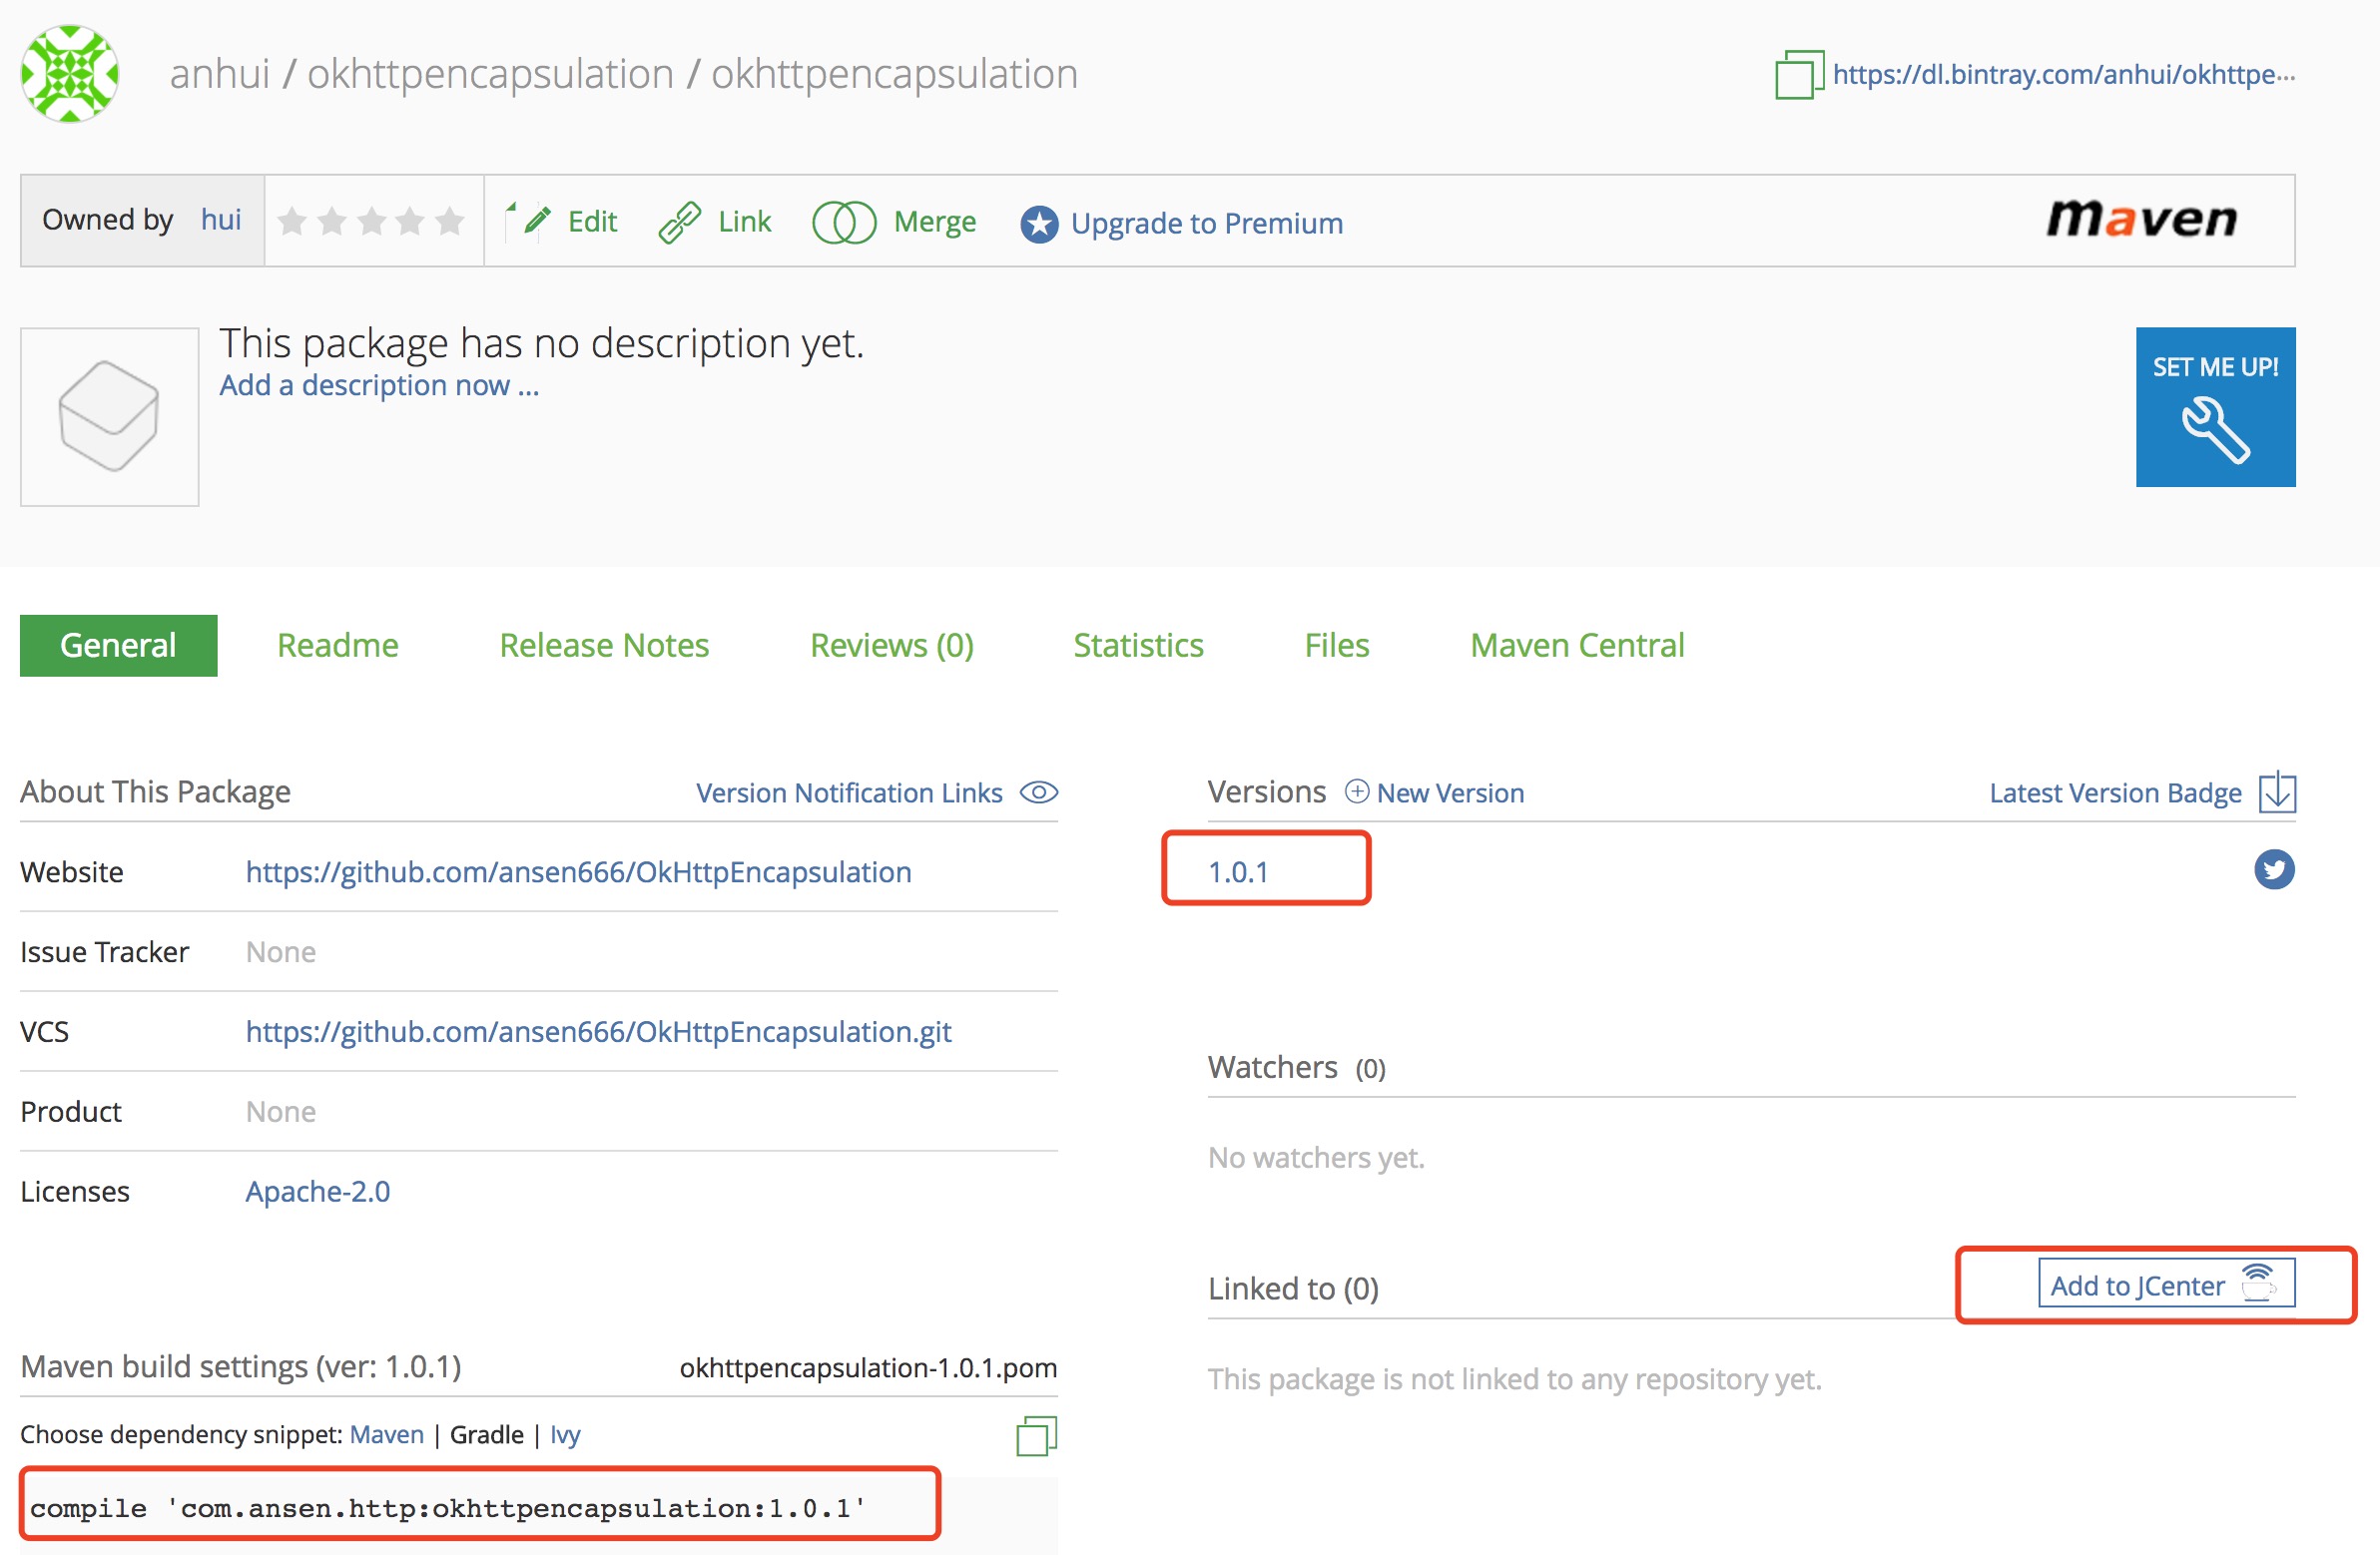 anhui / okhttpencapsulation / okhttpencapsulation
https://dl.bintray.com/anhui/okhttpe...
Owned by hui
Edit
Link
Merge
Upgrade to Premium
maven
This package has no description yet.
Add a description now ...
SET ME UP!
General
Readme
Release Notes
Reviews (0)
Statistics
Files
Maven Central
About This Package
Version Notification Links
Website https://github.com/ansen666/OkHttpEncapsulation
Issue Tracker None
VCS https://github.com/ansen666/OkHttpEncapsulation.git
Product None
Licenses Apache-2.0
Maven build settings (ver: 1.0.1)
okhttpencapsulation-1.0.1.pom
Choose dependency snippet: Maven | Gradle | Ivy
compile 'com.ansen.http:okhttpencapsulation:1.0.1'
Versions
New Version
Latest Version Badge
1.0.1
Watchers (0)
No watchers yet.
Linked to (0)
Add to JCenter
This package is not linked to any repository yet.